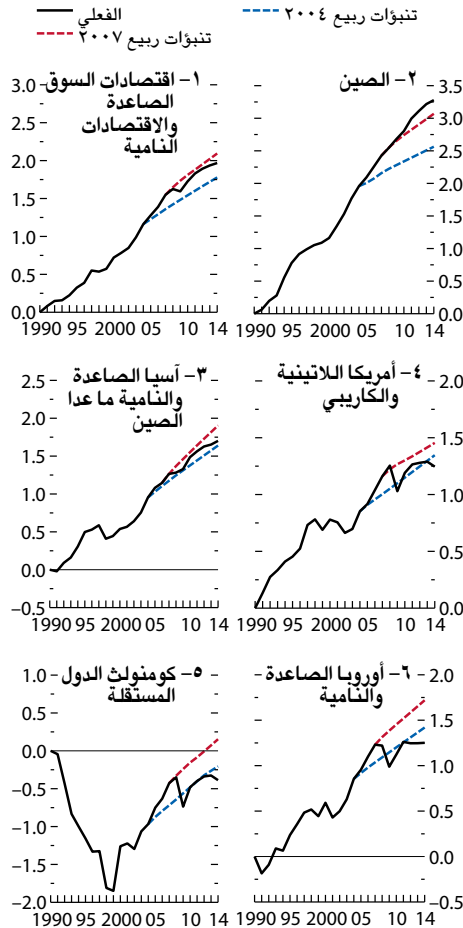 الفعلي
تنبؤات ربيع ٢٠٠٤
تنبؤات ربيع ٢٠٠٧
١- اقتصادات السوق
الصاعدة
والاقتصادات
النامية
3.0
2.5
2.0
1.5
1.0
0.5
0.0
1990 95 2000 05 10 14
٢- الصين
3.5
3.0
2.5
2.0
1.5
1.0
0.5
0.0
1990 95 2000 05 10 14
٣- آسيا الصاعدة
والنامية ما عدا
الصين
2.5
2.0
1.5
1.0
0.5
0.0
–0.5
1990 95 2000 05 10 14
٤- أمريكا اللاتينية
والكاريبي
2.0
1.5
1.0
0.5
0.0
1990 95 2000 05 10 14
٥- كومنولث الدول
المستقلة
1.0
0.5
0.0
–0.5
–1.0
–1.5
–2.0
1990 95 2000 05 10 14
٦- أوروبا الصاعدة
والنامية
2.0
1.5
1.0
0.5
0.0
–0.5
1990 95 2000 05 10 14